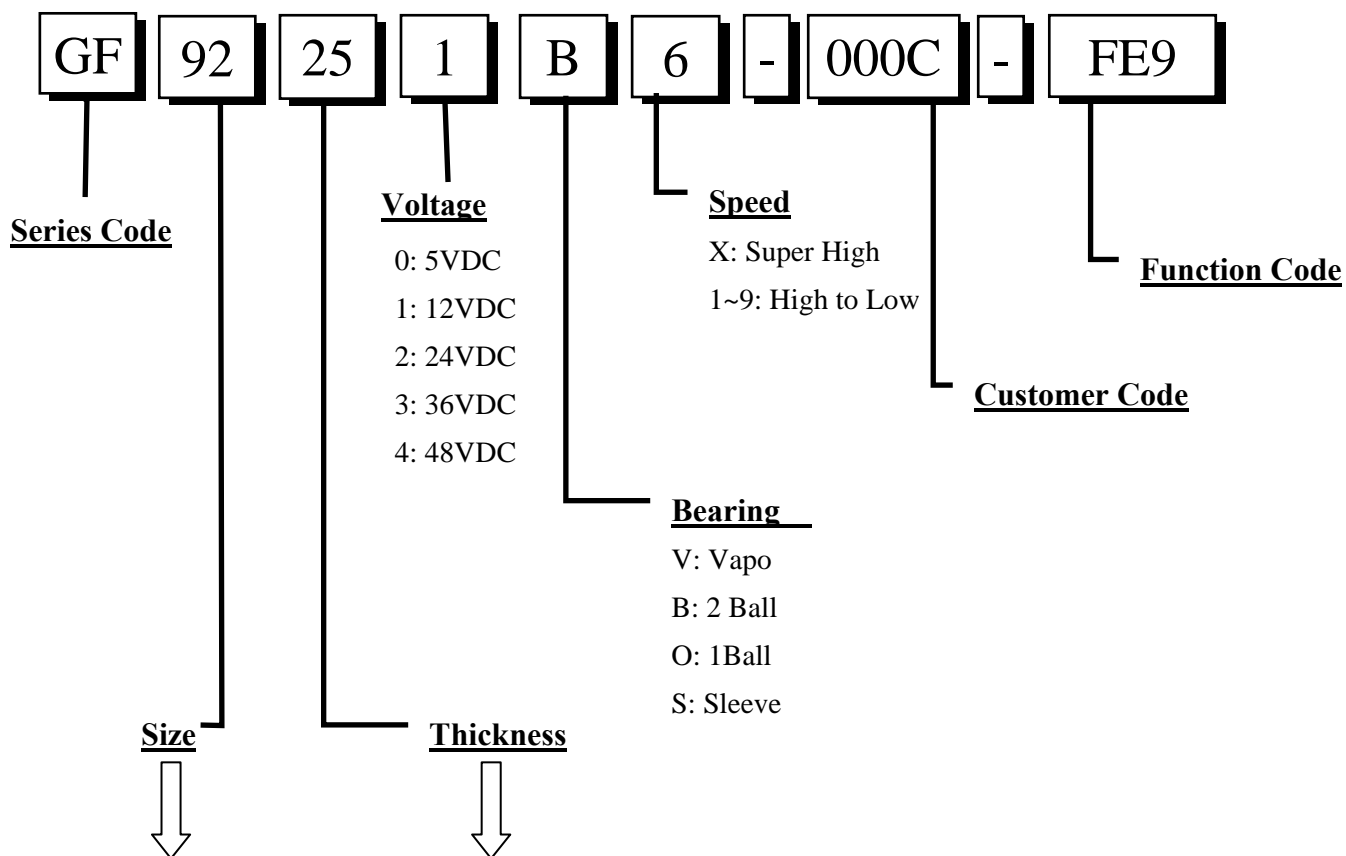 GF 92 25 1 B 6 - 000C - FE9
Series Code
Voltage
0: 5VDC
1: 12VDC
2: 24VDC
3: 36VDC
4: 48VDC
Speed
X: Super High
1~9: High to Low
Function Code
Customer Code
Bearing
V: Vapo
B: 2 Ball
O: 1Ball
S: Sleeve
Size
Thickness